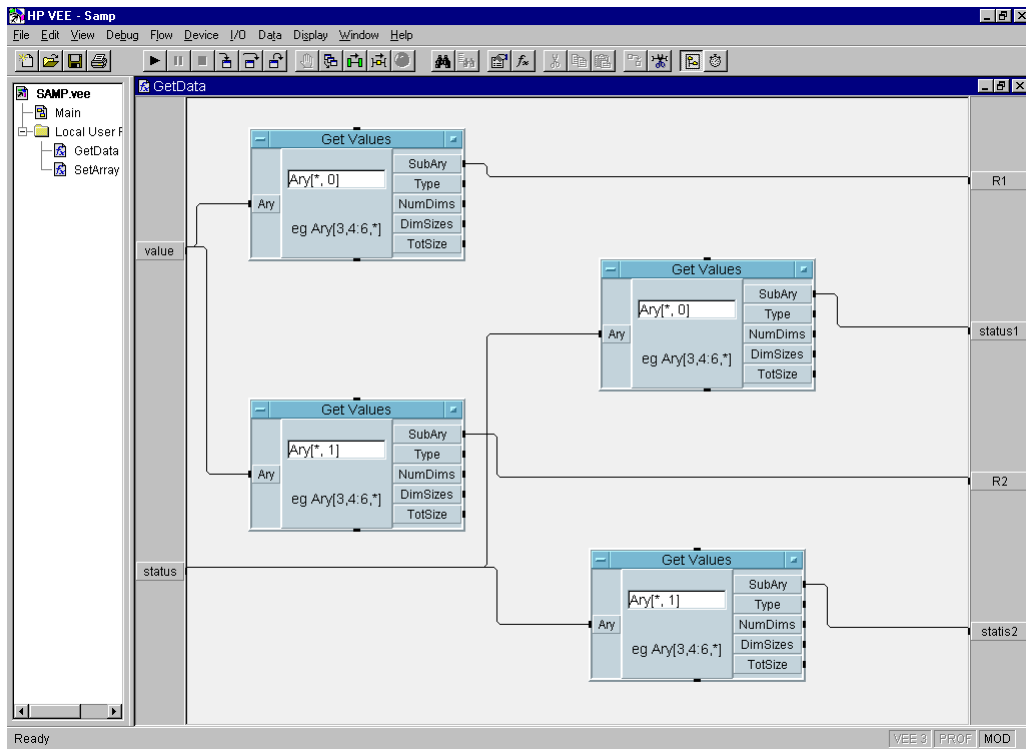 HP VEE - Samp
File Edit View Debug Flow Device I/O Data Display Window Help
SAMP.vee
Main
Local User F
GetData
SetArray
GetData
value
status
Get Values
Ary
Ary[*, 0]
eg Ary[3,4:6,*]
SubAry
Type
NumDims
DimSizes
TotSize
Get Values
Ary
Ary[*, 0]
eg Ary[3,4:6,*]
SubAry
Type
NumDims
DimSizes
TotSize
Get Values
Ary
Ary[*, 1]
eg Ary[3,4:6,*]
SubAry
Type
NumDims
DimSizes
TotSize
Get Values
Ary
Ary[*, 1]
eg Ary[3,4:6,*]
SubAry
Type
NumDims
DimSizes
TotSize
R1
status1
R2
statis2
Ready
VEE 3 PROF MOD